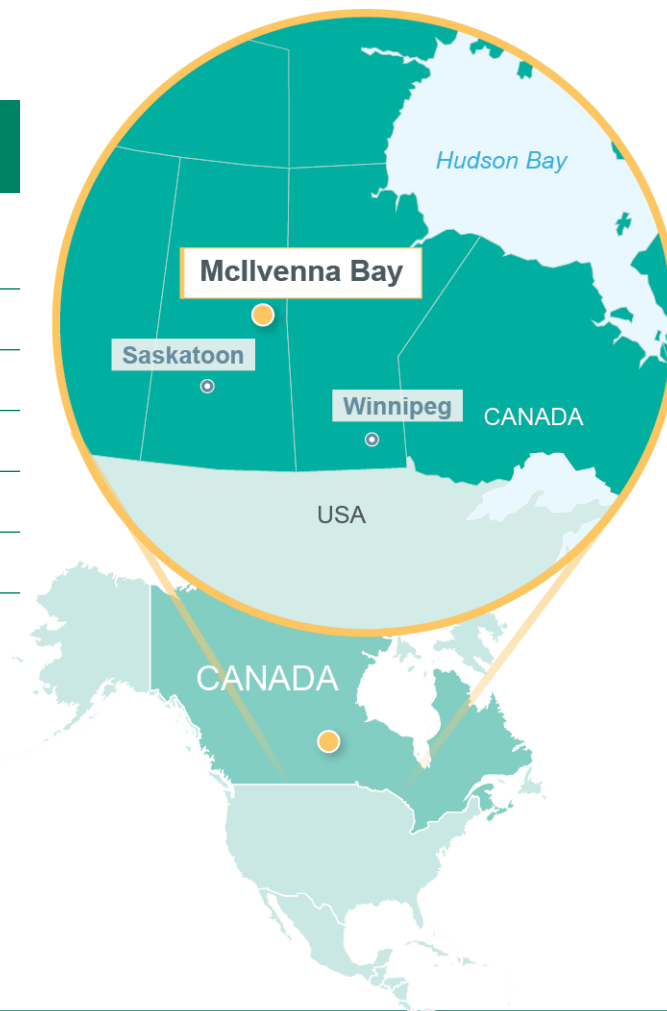 Hudson Bay
McIlvenna Bay
Saskatoon
Winnipeg
CANADA
USA
CANADA